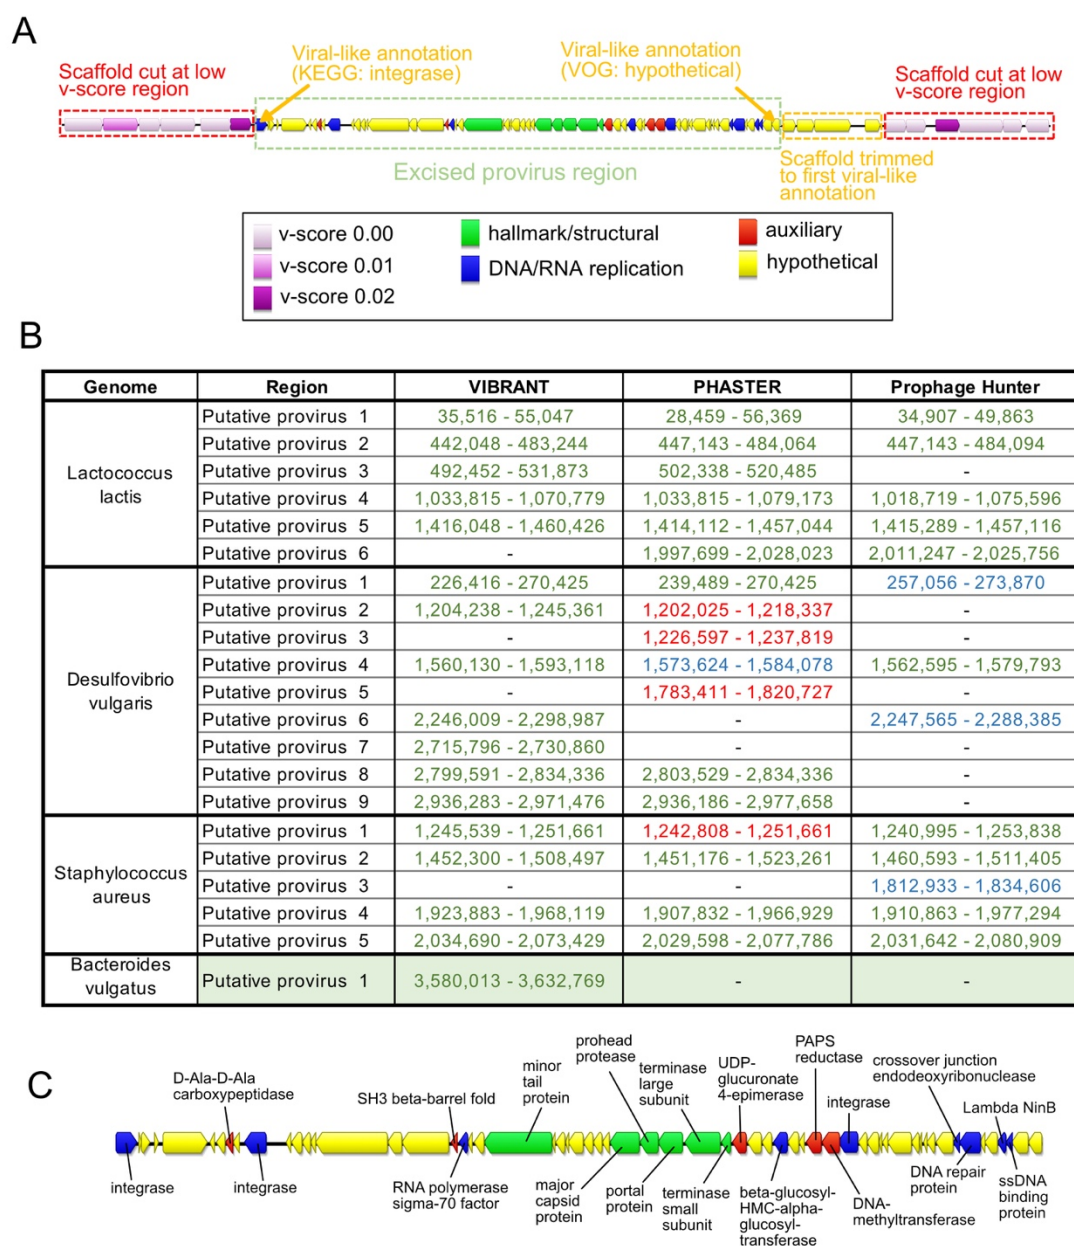 A
Scaffold cut at low
v-score region
Viral-like annotation
(KEGG: integrase)
Viral-like annotation
(VOG: hypothetical)
Scaffold cut at low
v-score region
Excised provirus region
Scaffold trimmed
to first viral-like
annotation
v-score 0.00
v-score 0.01
v-score 0.02
hallmark/structural
DNA/RNA replication
auxiliary
hypothetical
B
Genome Region VIBRANT PHASTER Prophage Hunter
Lactococcus
lactis
Putative provirus 1 35,516 - 55,047 28,459 - 56,369 34,907 - 49,863
Putative provirus 2 442,048 - 483,244 447,143 - 484,064 447,143 - 484,094
Putative provirus 3 492,452 - 531,873 502,338 - 520,485 -
Putative provirus 4 1,033,815 - 1,070,779 1,033,815 - 1,079,173 1,018,719 - 1,075,596
Putative provirus 5 1,416,048 - 1,460,426 1,414,112 - 1,457,044 1,415,289 - 1,457,116
Putative provirus 6 - 1,997,699 - 2,028,023 2,011,247 - 2,025,756
Desulfovibrio
vulgaris
Putative provirus 1 226,416 - 270,425 239,489 - 270,425 257,056 - 273,870
Putative provirus 2 1,204,238 - 1,245,361 1,202,025 - 1,218,337 -
Putative provirus 3 - 1,226,597 - 1,237,819 -
Putative provirus 4 1,560,130 - 1,593,118 1,573,624 - 1,584,078 1,562,595 - 1,579,793
Putative provirus 5 - 1,783,411 - 1,820,727 -
Putative provirus 6 2,246,009 - 2,298,987 - 2,247,565 - 2,288,385
Putative provirus 7 2,715,796 - 2,730,860 - -
Putative provirus 8 2,799,591 - 2,834,336 2,803,529 - 2,834,336 -
Putative provirus 9 2,936,283 - 2,971,476 2,936,186 - 2,977,658 -
Staphylococcus
aureus
Putative provirus 1 1,245,539 - 1,251,661 1,242,808 - 1,251,661 1,240,995 - 1,253,838
Putative provirus 2 1,452,300 - 1,508,497 1,451,176 - 1,523,261 1,460,593 - 1,511,405
Putative provirus 3 - - 1,812,933 - 1,834,606
Putative provirus 4 1,923,883 - 1,968,119 1,907,832 - 1,966,929 1,910,863 - 1,977,294
Putative provirus 5 2,034,690 - 2,073,429 2,029,598 - 2,077,786 2,031,642 - 2,080,909
Bacteroides
vulgatus
Putative provirus 1 3,580,013 - 3,632,769 - -
C
D-Ala-D-Ala
carboxypeptidase
SH3 beta-barrel fold
minor
tail
protein
prohead
protease
terminase
large
subunit
UDP-
glucuronate
4-epimerase
PAPS
reductase
integrase
crossover junction
endodeoxyribonuclease
Lambda NinB
integrase
integrase
RNA polymerase
sigma-70 factor
major
capsid
protein
portal
protein
terminase
small
subunit
beta-glucosyl-
HMC-alpha-
glucosyl-
transferase
DNA-
methyltransferase
DNA repair
protein
ssDNA
binding
protein